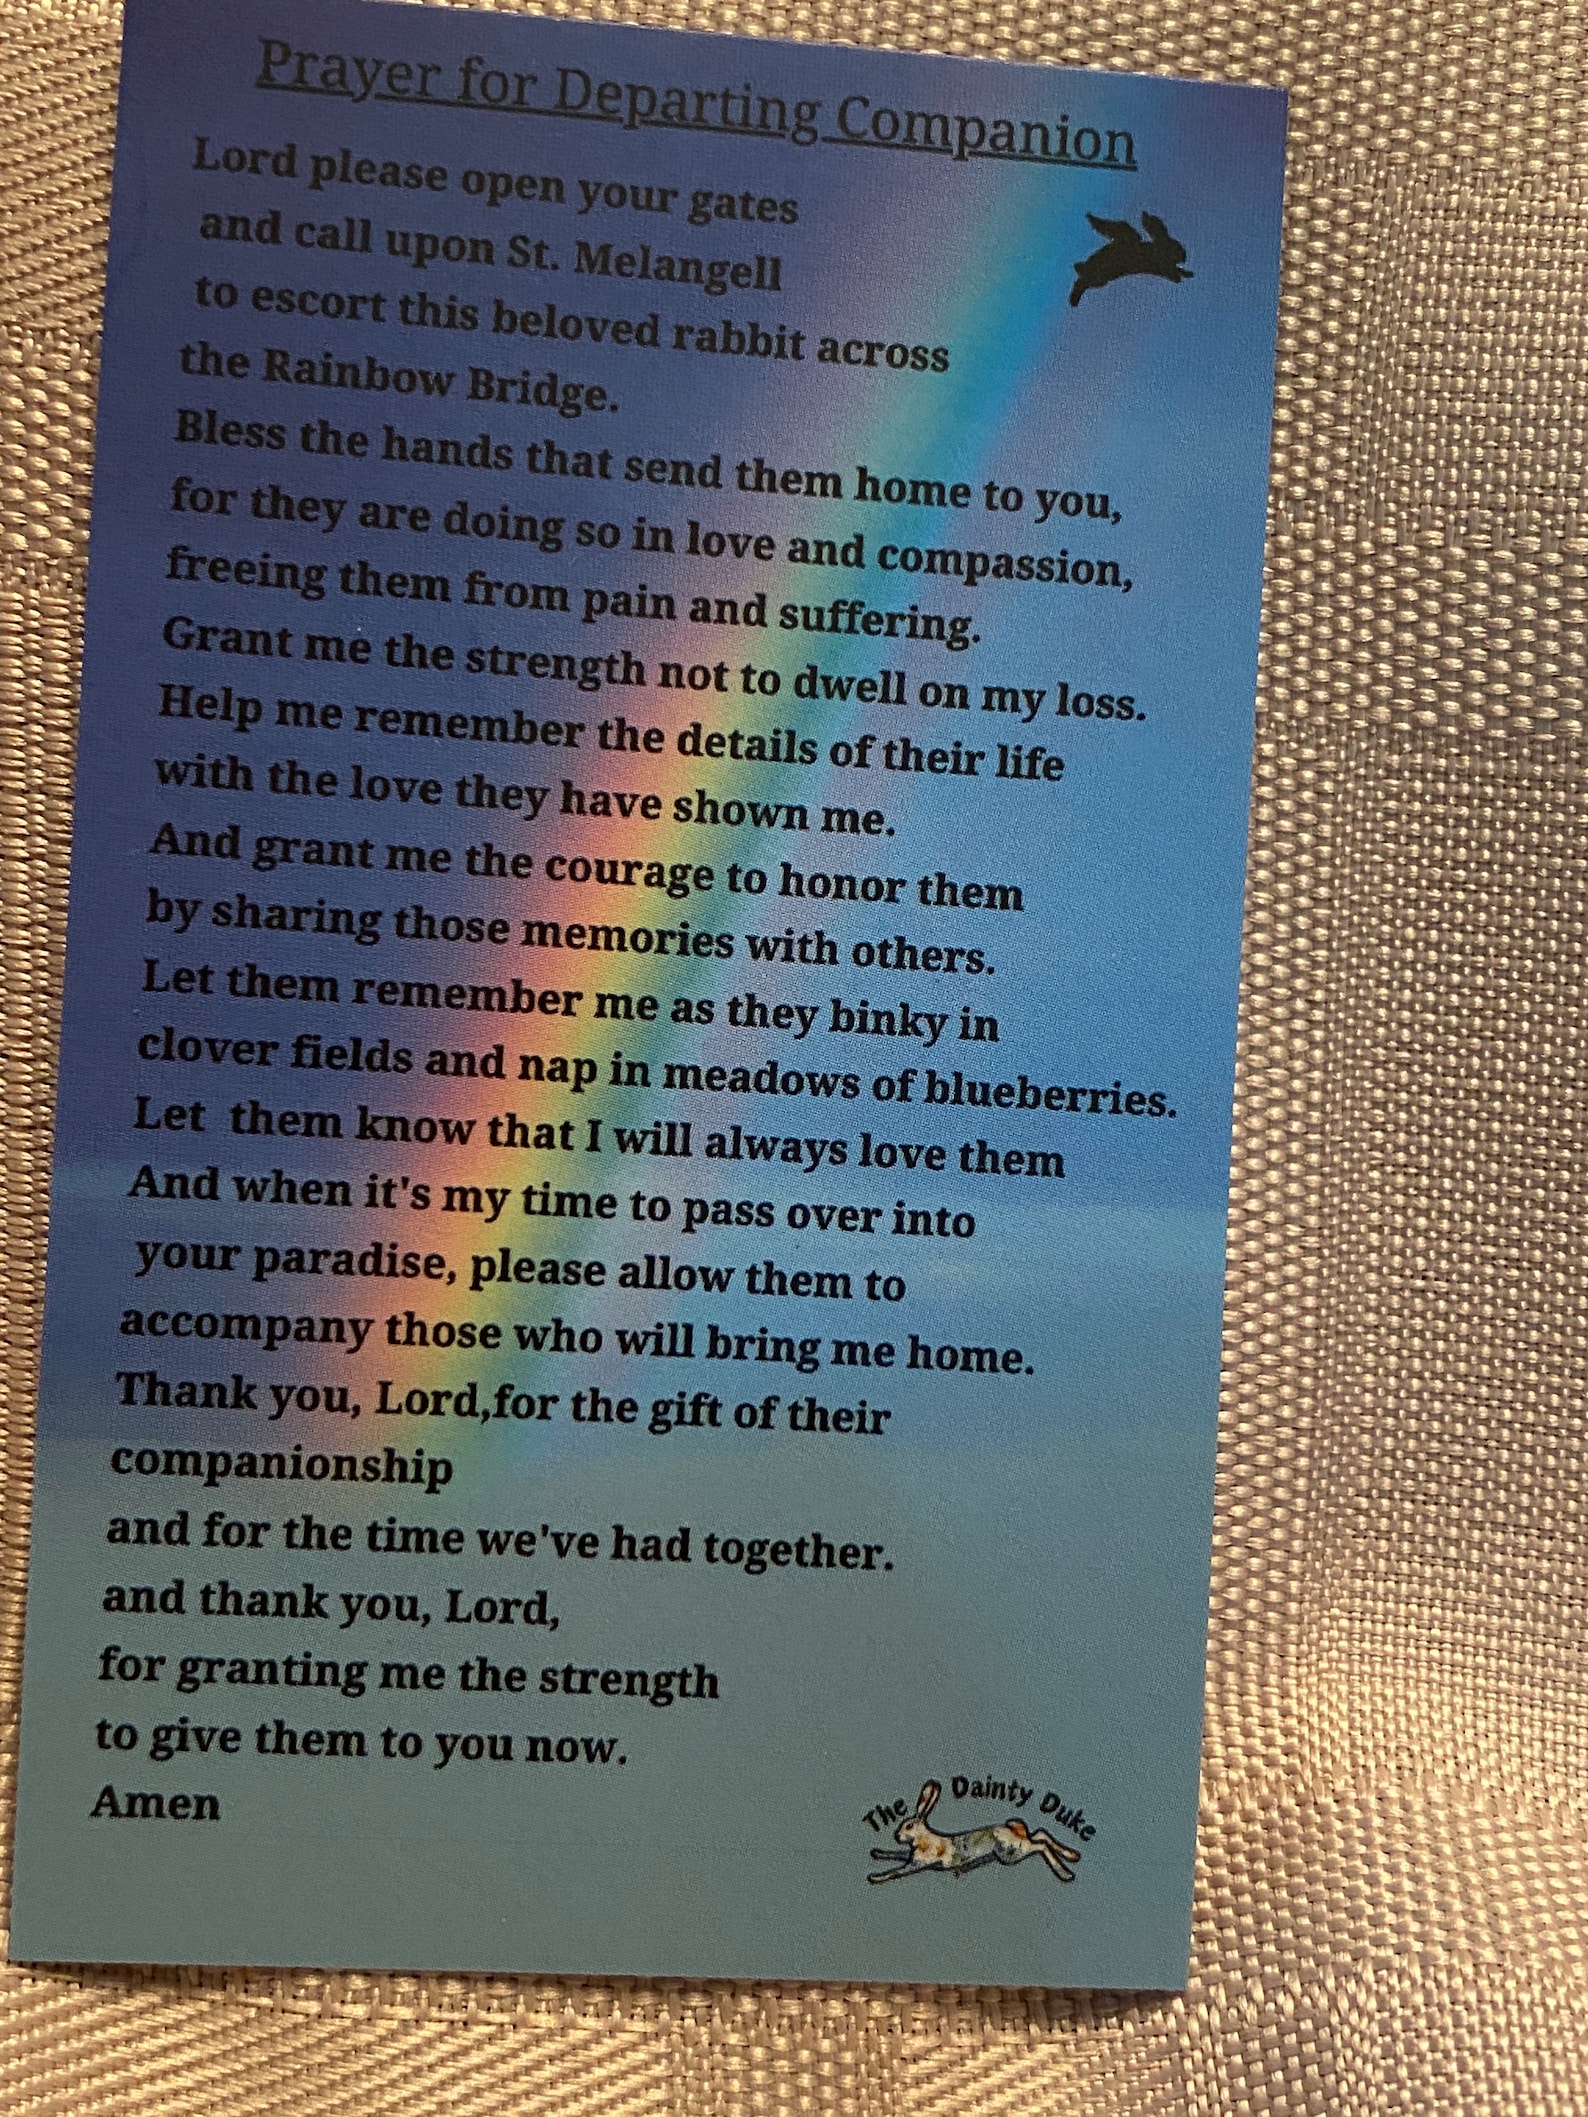 Prayer for Departing Companion
Lord please open your gates
and call upon St. Melangell
to escort this beloved rabbit across
the Rainbow Bridge.
Bless the hands that send them home to you,
for they are doing so in love and compassion,
freeing them from pain and suffering.
Grant me the strength not to dwell on my loss.
Help me remember the details of their life
with the love they have shown me.
And grant me the courage to honor them
by sharing those memories with others.
Let them remember me as they binky in
clover fields and nap in meadows of blueberries.
Let  them know that I will always love them
And when it's my time to pass over into
your paradise, please allow them to
accompany those who will bring me home.
Thank you, Lord,for the gift of their
companionship
and for the time we've had together.
and thank you, Lord,
for granting me the strength
to give them to you now.
Amen
The Dainty Duke